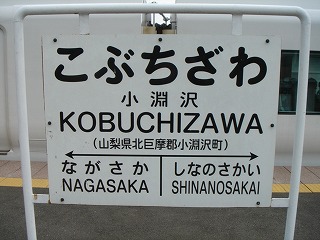 こぶちざわ
小淵沢
KOBUCHIZAWA
(山梨県北巨摩郡小淵沢町)
ながさか しなのさかい
NAGASAKA SHINANOSAKAI